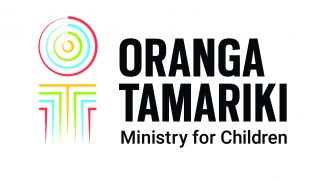 ORANGA
TAMARIKI
Ministry for Children